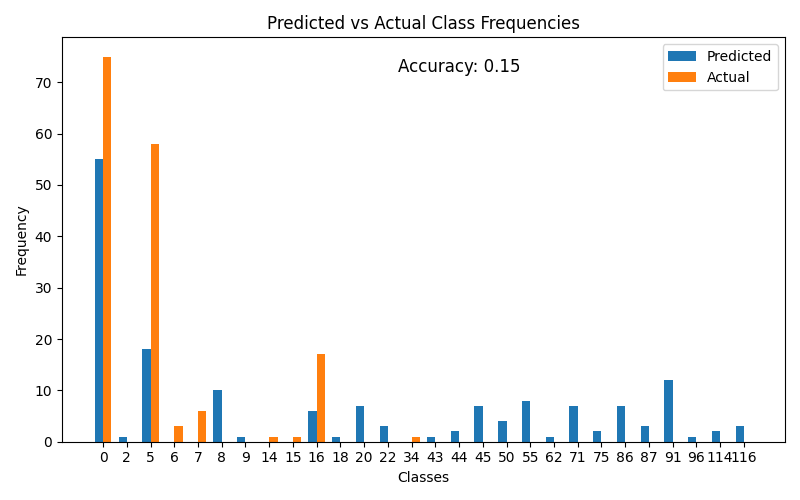 Predicted vs Actual Class Frequencies
Accuracy: 0.15
Predicted
Actual
Frequency
70
60
50
40
30
20
10
0
0 2 5 6 7 8 9 14 15 16 18 20 22 34 43 44 45 50 55 62 71 75 86 87 91 96 114 116
Classes